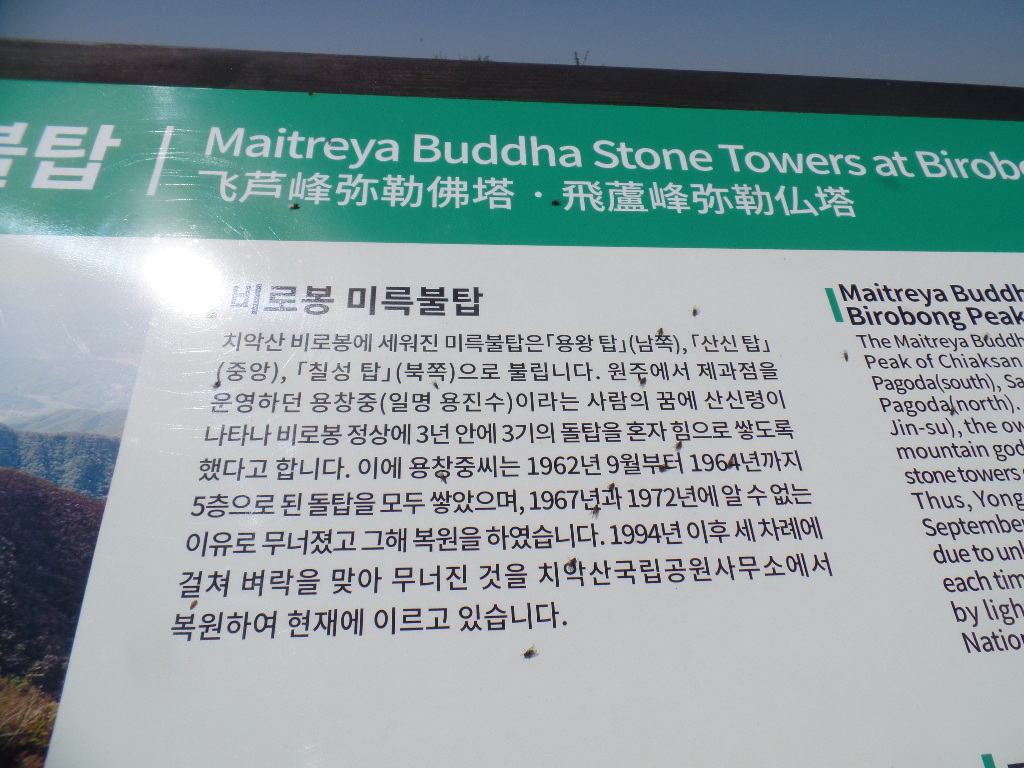 불탑
Maitreya Buddha Stone Towers at Birobo
飞芦峰弥勒佛塔 · 飛蘆峰弥勒仏塔
비로봉 미륵불탑
치악산 비로봉에 세워진 미륵불탑은 「용왕 탑」(남쪽), 「산신 탑」
(중앙), 「칠성 탑」(북쪽)으로 불립니다. 원주에서 제과점을
운영하던 용창중(일명 용진수)이라는 사람의 꿈에 산신령이
나타나 비로봉 정상에 3년 안에 3기의 돌탑을 혼자 힘으로 쌓도록
했다고 합니다. 이에 용창중씨는 1962년 9월부터 1964년까지
5층으로 된 돌탑을 모두 쌓았으며, 1967년과 1972년에 알 수 없는
이유로 무너졌고 그해 복원을 하였습니다. 1994년 이후 세 차례에
걸쳐 벼락을 맞아 무너진 것을 치악산국립공원사무소에서
복원하여 현재에 이르고 있습니다.
Maitreya Buddh
Birobong Peak
The Maitreya Buddh
Peak of Chiaksan
Pagoda(south), Sa
Pagoda(north).
Jin-su), the ow
mountain god
stone towers
Thus, Yong
September
due to unk
each tim
by ligh
Natio